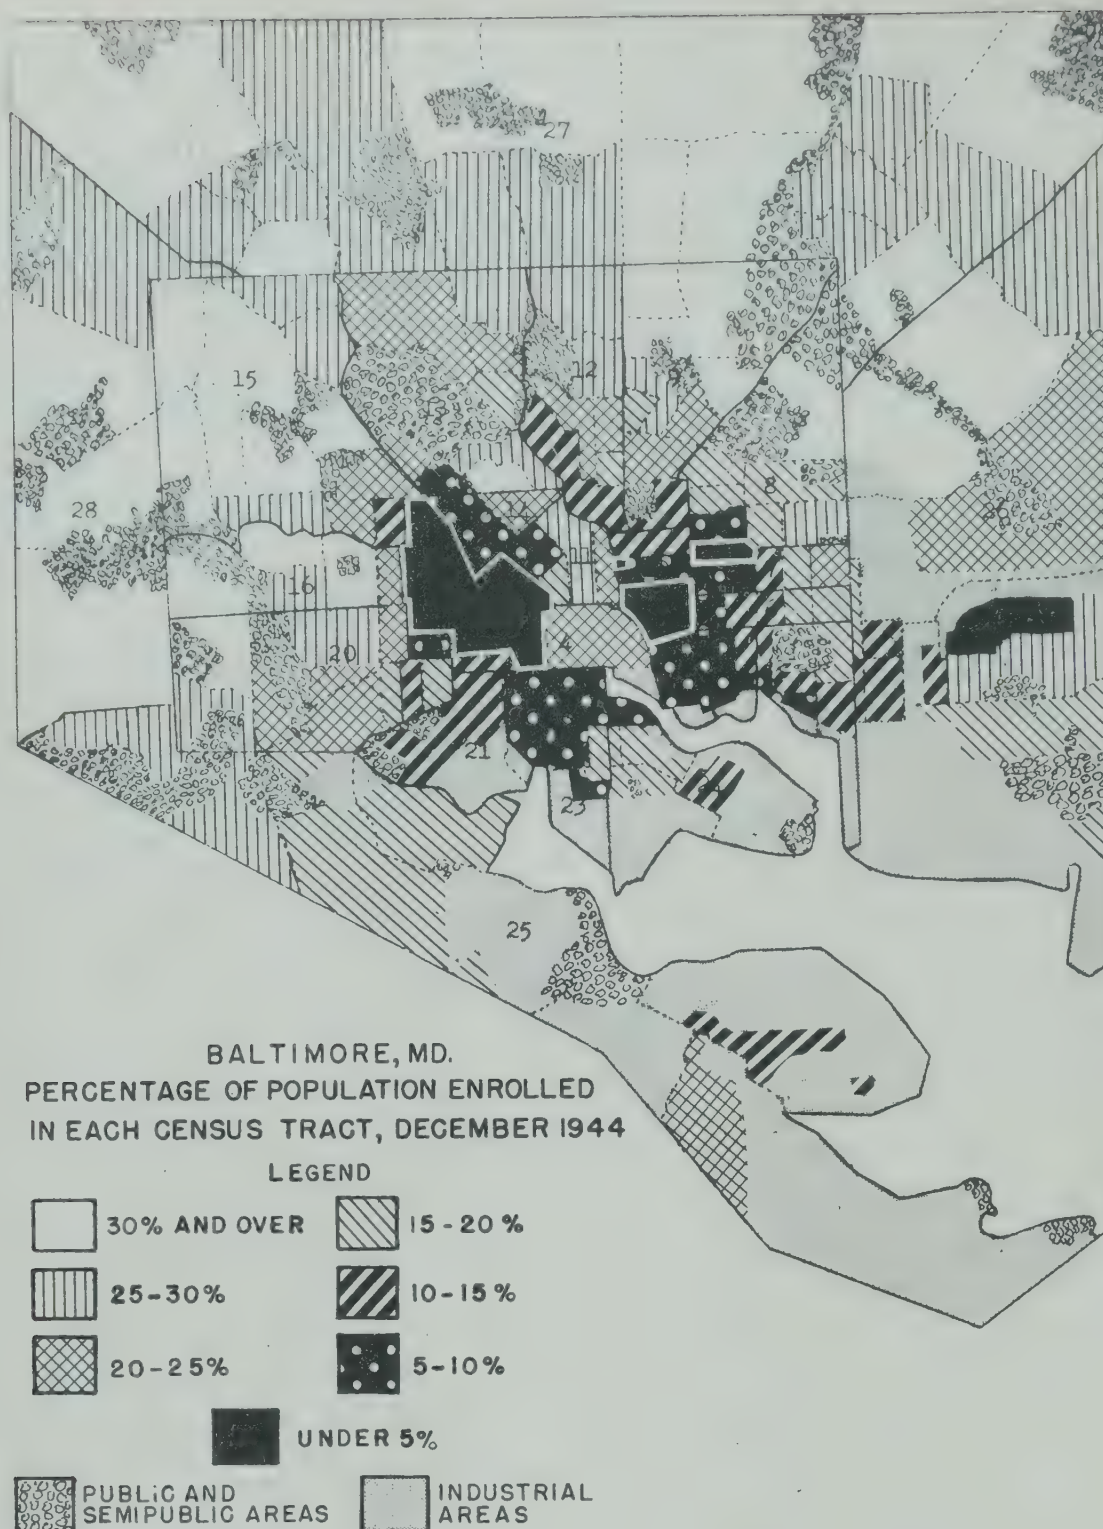 27
15
12
8
28
16
11
20
4
21
23
25
BALTIMORE, MD.
PERCENTAGE OF POPULATION ENROLLED
IN EACH CENSUS TRACT, DECEMBER 1944
LEGEND
30% AND OVER
15-20%
25-30%
10-15%
20-25%
5-10%
UNDER 5%
PUBLIC AND
SEMIPUBLIC AREAS
INDUSTRIAL
AREAS